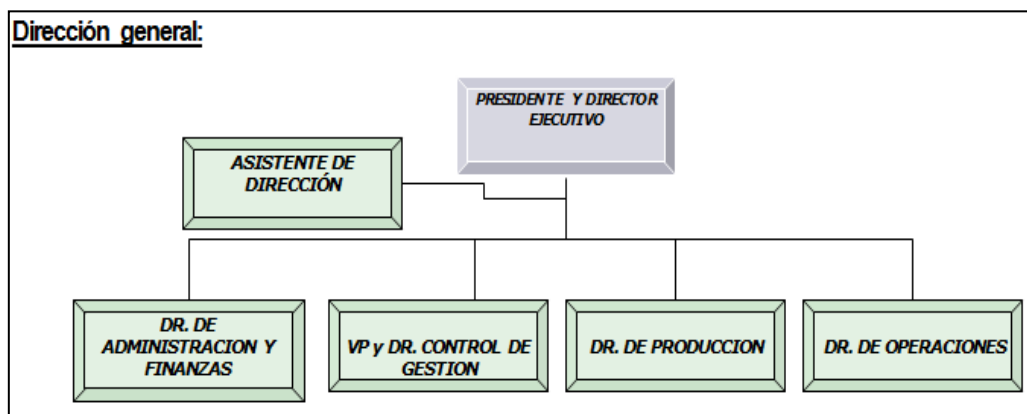 Dirección general:
PRESIDENTE Y DIRECTOR
EJECUTIVO
ASISTENTE DE
DIRECCIÓN
DR. DE
ADMINISTRACION Y
FINANZAS
VP y DR. CONTROL DE
GESTION
DR. DE PRODUCCION
DR. DE OPERACIONES